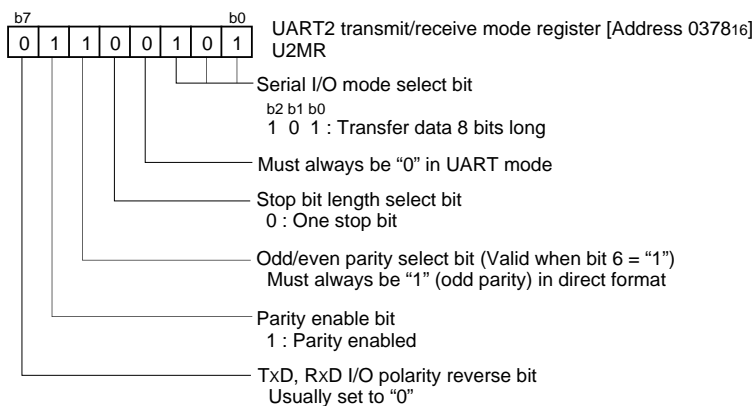 b7 b0
UART2 transmit/receive mode register [Address 037816]
0 1 1 0 0 1 0 1
U2MR
Serial I/O mode select bit
b2 b1 b0
1 0 1 : Transfer data 8 bits long
Must always be “0” in UART mode
Stop bit length select bit
0 : One stop bit
Odd/even parity select bit (Valid when bit 6 = “1”)
Must always be “1” (odd parity) in direct format
Parity enable bit
1 : Parity enabled
TXD, RXD I/O polarity reverse bit
Usually set to “0”